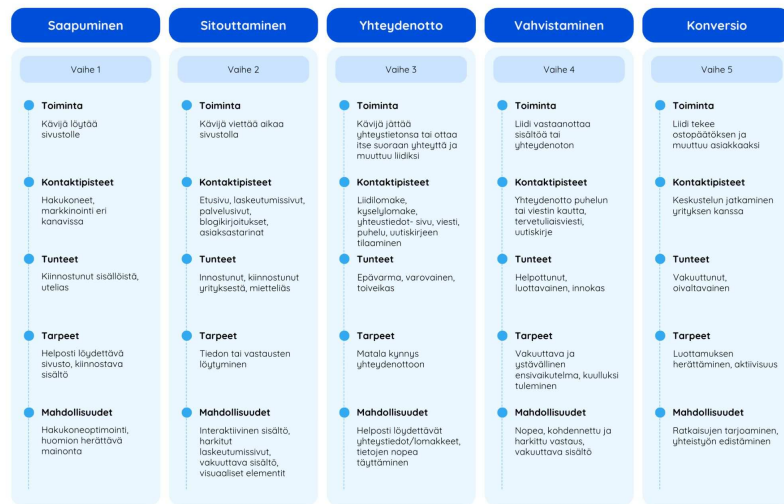 Saapuminen
Vaihe 1
Toiminta
Kävijä löytää
sivustolle
Kontaktipisteet
Hakukoneet,
markkinointi eri
kanavissa
Tunteet
Kiinnostunut sisällöistä,
utelias
Tarpeet
Helposti löydettävä
sivusto, kiinnostava
sisältö
Mahdollisuudet
Hakukoneoptimointi,
huomion herättävä
mainonta
Sitouttaminen
Vaihe 2
Toiminta
Kävijä viettää aikaa
sivustolla
Kontaktipisteet
Etusivu, laskeutumissivut,
palvelusivut,
blogikirjoitukset,
asiakastarinat
Tunteet
Innostunut, kiinnostunut
yrityksestä, mietteliäs
Tarpeet
Tiedon tai vastausten
löytyminen
Mahdollisuudet
Interaktiivinen sisältö,
harkitut
laskeutumissivut,
vakuuttava sisältö,
visuaaliset elementit
Yhteydenotto
Vaihe 3
Toiminta
Kävijä jättää
yhteystietonsa tai ottaa
itse suoraan yhteyttä ja
muuttuu liidiksi
Kontaktipisteet
Liidilomake,
kyselylomake,
yhteustiedot- sivu, viesti,
puhelu, uutiskirjeen
tilaaminen
Tunteet
Epävarma, varovainen,
toiveikas
Tarpeet
Matala kynnys
yhteydenottoon
Mahdollisuudet
Helposti löydettävät
yhteystiedot/lomakkeet,
tietojen nopea
täyttäminen
Vahvistaminen
Vaihe 4
Toiminta
Liidi vastaanottaa
sisältöä tai
yhteydenoton
Kontaktipisteet
Yhteydenotto puhelun
tai viestin kautta,
tervetuliaisviesti,
uutiskirje
Tunteet
Helpottunut,
luottavainen, innokas
Tarpeet
Vakuuttava ja
ystävällinen
ensivaikutelma, kuulluksi
tuleminen
Mahdollisuudet
Nopea, kohdennettu ja
harkittu vastaus,
vakuuttava sisältö
Konversio
Vaihe 5
Toiminta
Liidi tekee
ostopäätöksen ja
muuttuu asiakkaaksi
Kontaktipisteet
Keskustelun jatkaminen
yrityksen kanssa
Tunteet
Vakuuttunut,
oivaltavainen
Tarpeet
Luottamuksen
herättäminen, aktiivisuus
Mahdollisuudet
Ratkaisujen tarjoaminen,
yhteistyön edistäminen